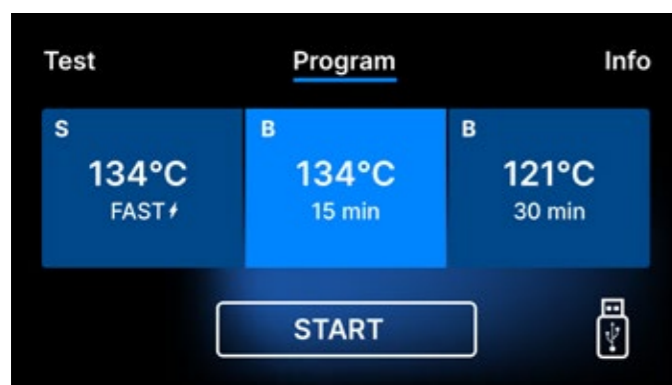 Test Program Info
S B B
134°C 134°C 121°C
FAST 15 min 30 min
START